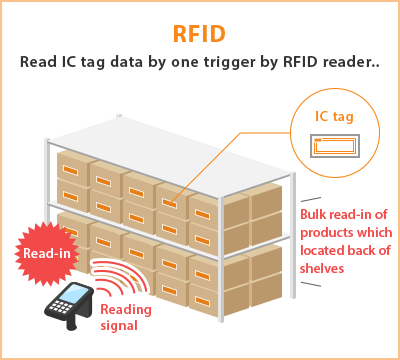 RFID
Read IC tag data by one trigger by RFID reader..
IC tag
Bulk read-in of
products which
located back of
shelves
Read-in
Reading
signal